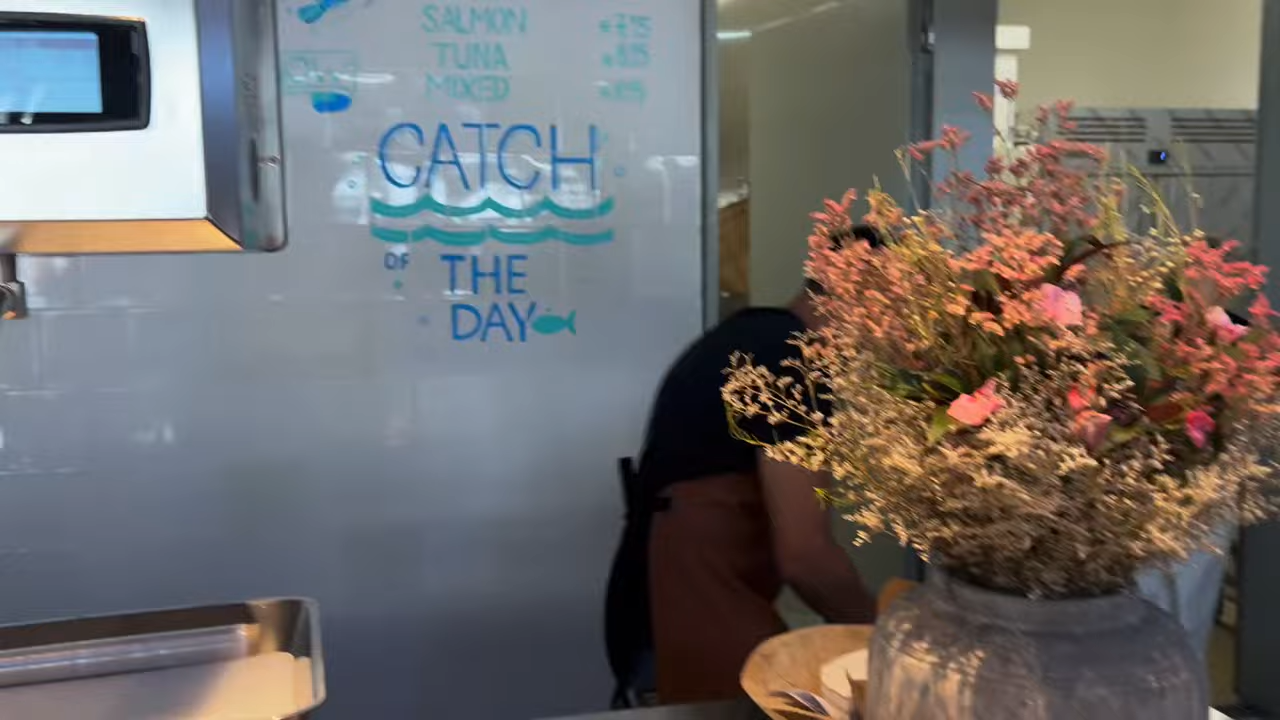 SALMON
TUNA
MIXED
CATCH
OF THE
DAY